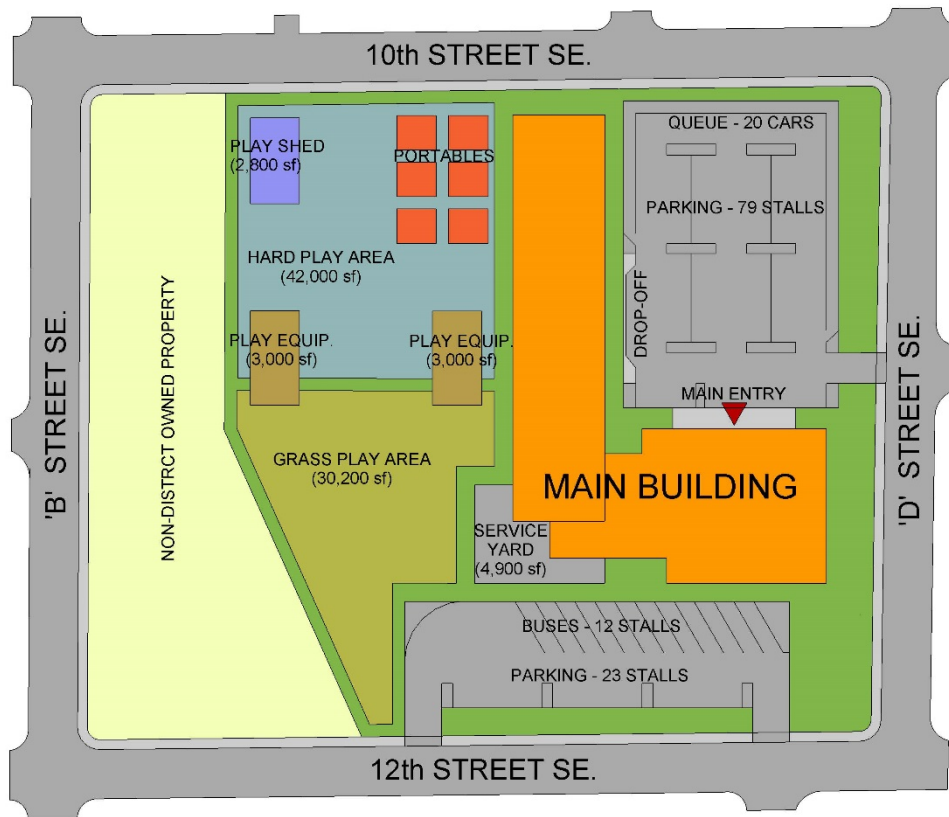 10th STREET SE.
QUEUE - 20 CARS
PLAY SHED
(2,800 sf)
PORTABLES
PARKING - 79 STALLS
HARD PLAY AREA
(42,000 sf)
DROP-OFF
PLAY EQUIP.
(3,000 sf)
PLAY EQUIP.
(3,000 sf)
MAIN ENTRY
'B' STREET SE.
NON-DISTRCT OWNED PROPERTY
GRASS PLAY AREA
(30,200 sf)
MAIN BUILDING
'D' STREET SE.
SERVICE
YARD
(4,900 sf)
BUSES - 12 STALLS
PARKING - 23 STALLS
12th STREET SE.